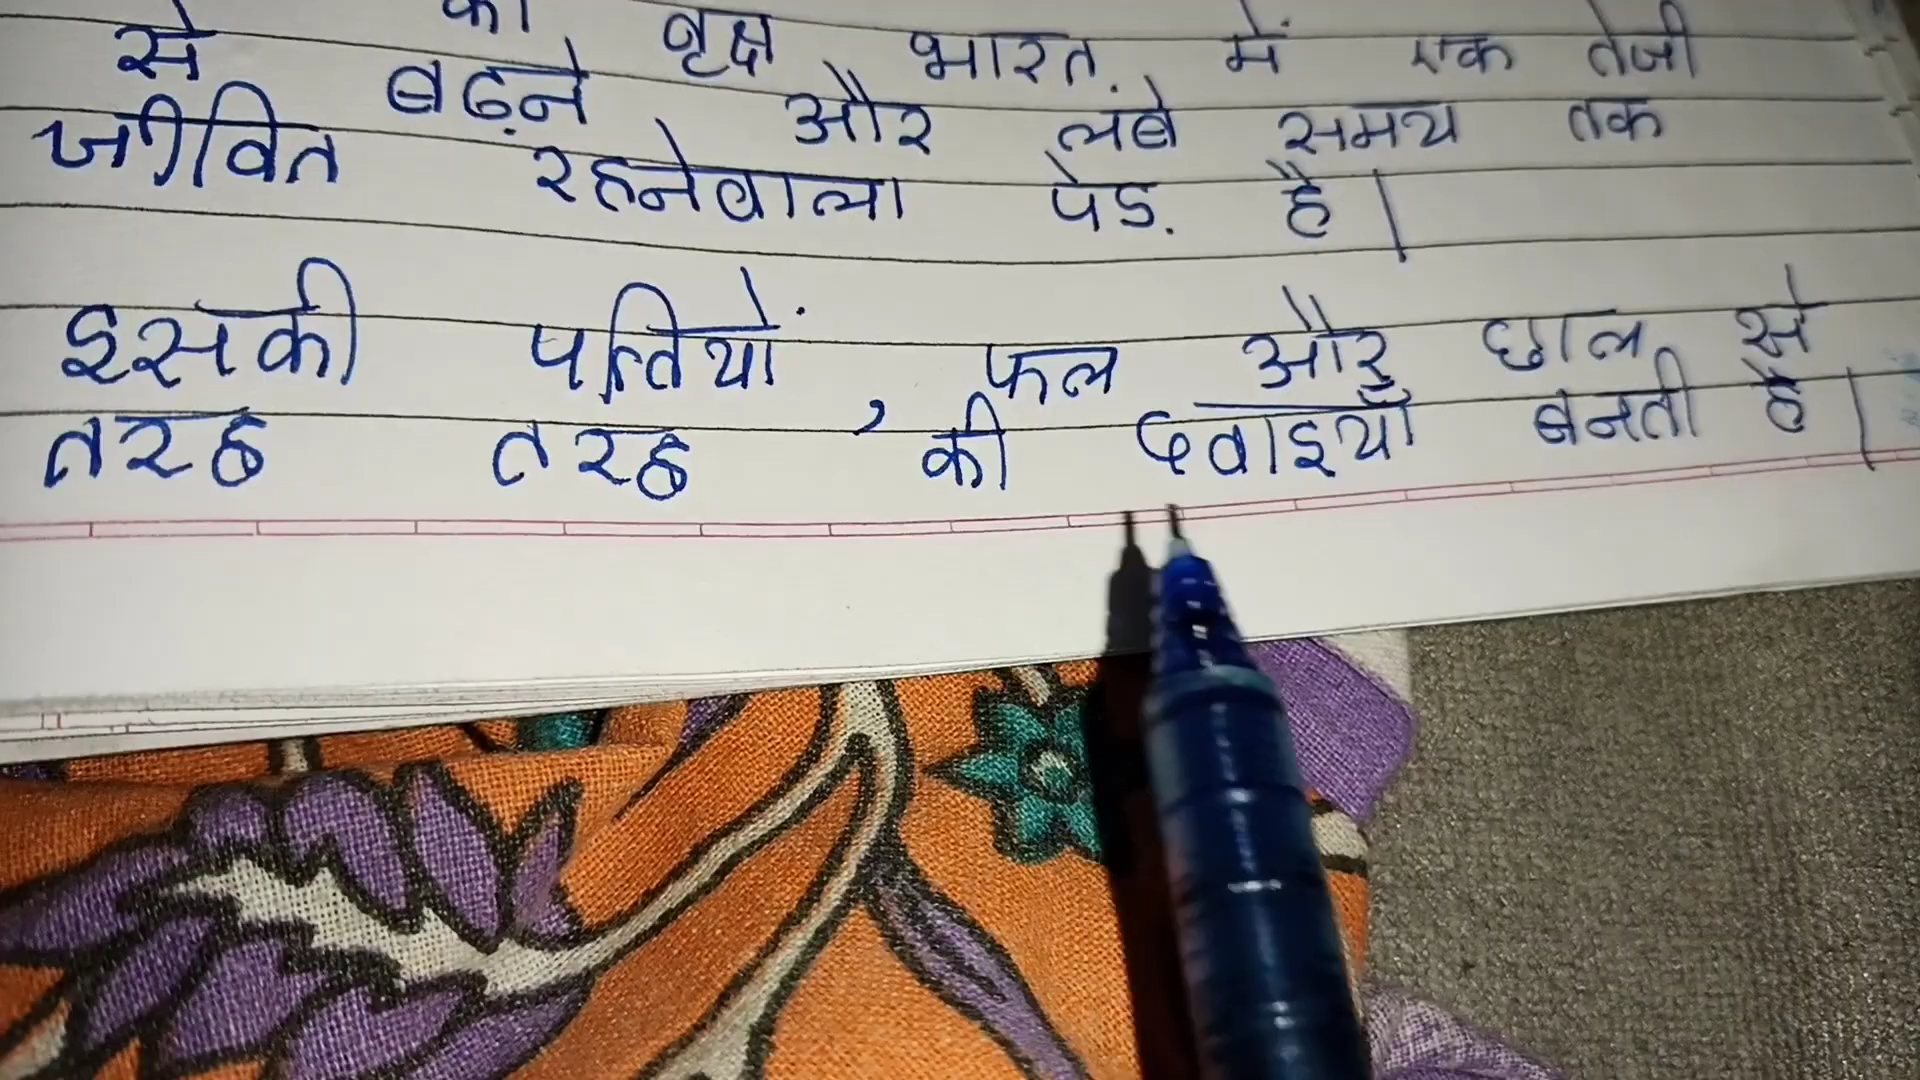 का वृक्ष भारत में एक तेजी
से बढ़ने और लंबे समय तक
जीवित रहनेवाला पेड़ है।
इसकी पत्तियों, फल और छाल से
तरह तरह की दवाइयाँ बनती है।